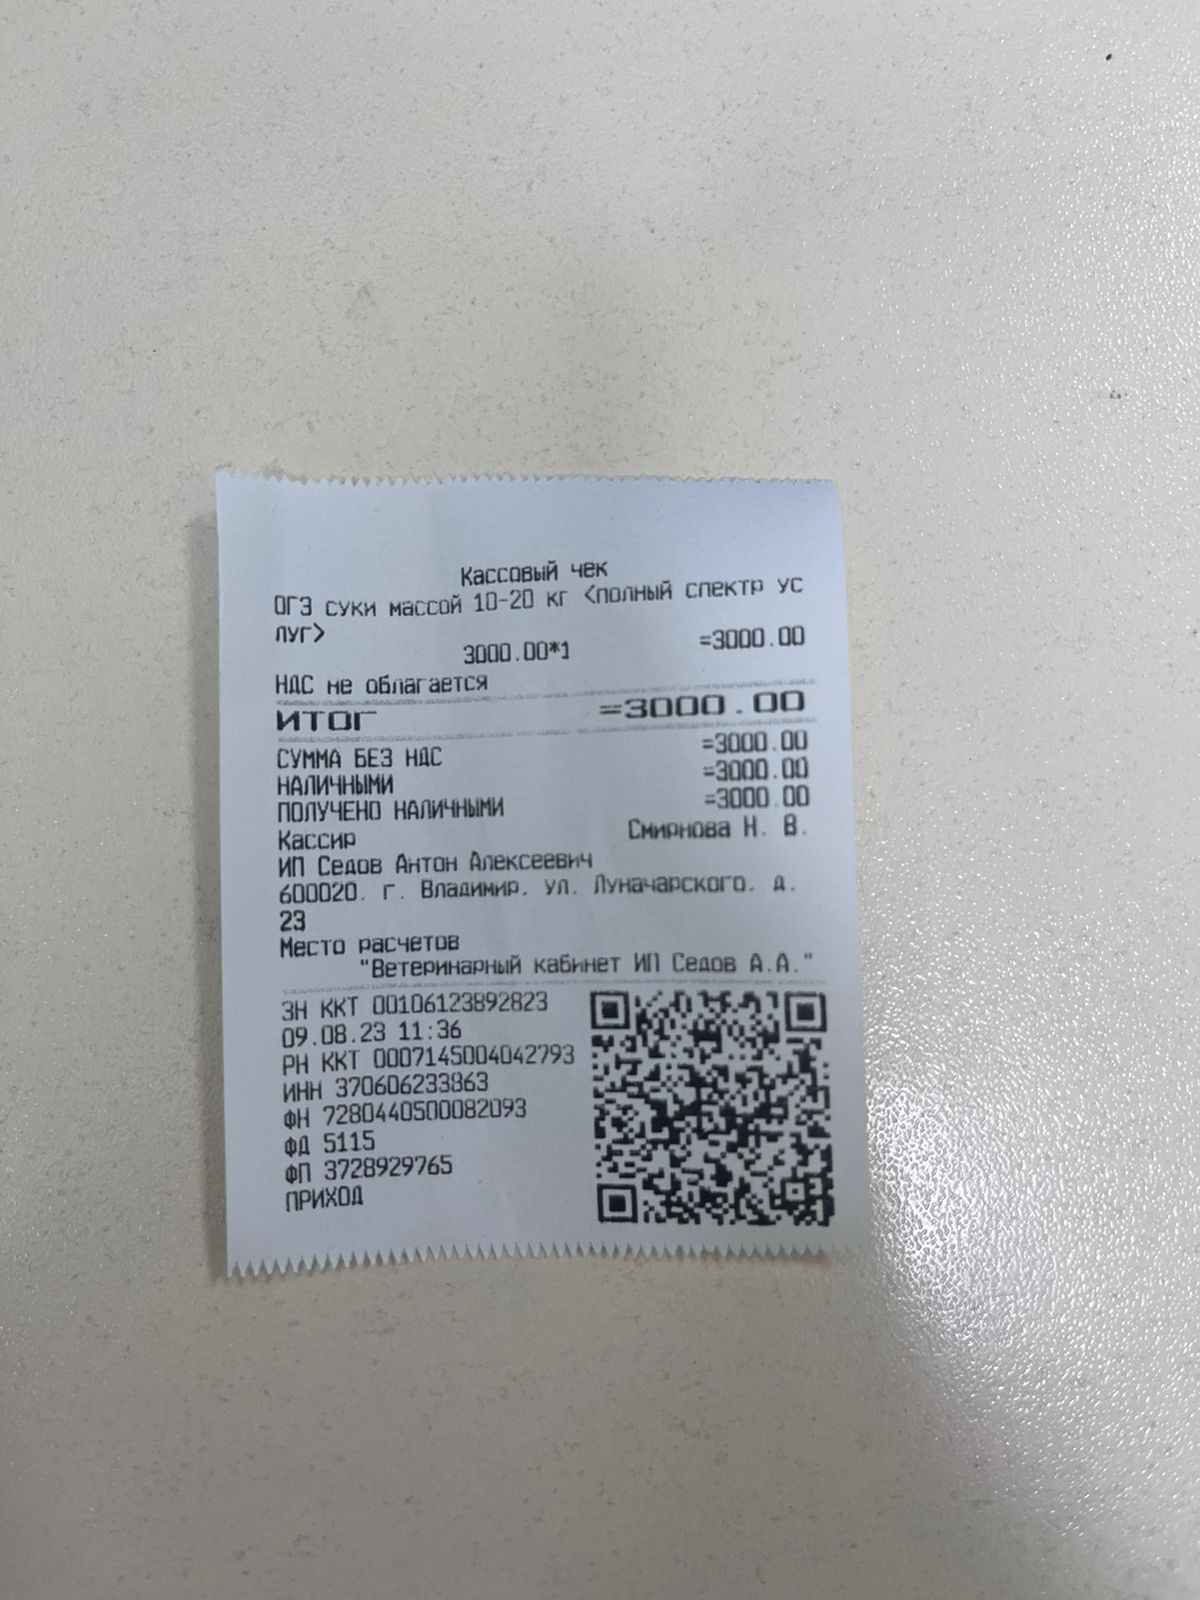 Кассовый чек
ОГЭ суки массой 10-20 кг <полный спектр ус
луг>
3000.00*1 =3000.00
НДС не облагается
ИТОГ =3000.00
СУММА БЕЗ НДС =3000.00
НАЛИЧНЫМИ =3000.00
ПОЛУЧЕНО НАЛИЧНЫМИ =3000.00
Кассир Смирнова Н. В.
ИП Седов Антон Алексеевич
600020, г. Владимир, ул. Луначарского, д.
23
Место расчетов
"Ветеринарный кабинет ИП Седов А.А."
ЗН ККТ 00106123892823
09.08.23 11:36
РН ККТ 0007145004042793
ИНН 370606233863
ФН 7280440500082093
ФД 5115
ФП 3728929765
ПРИХОД